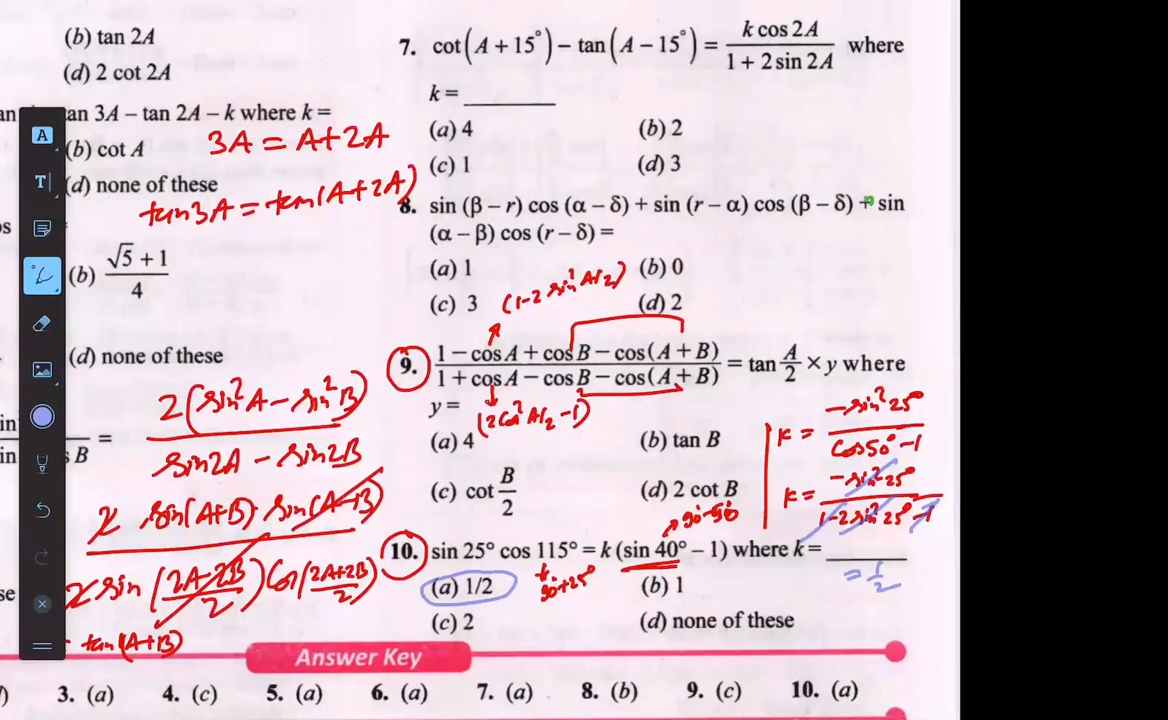 (b) tan 2A
(d) 2 cot 2A
an 3A – tan 2A – k where k =
3A = A+2A
(b) cot A
(d) none of these
tan3A = tan(A+2A)
(b) √5 + 1 / 4
(d) none of these
2(sin²A – sin²B) / sin2A – sin2B
B =
2 sin(A+B) · sin(A–B) / 2 sin(2A–2B / 2) cos(2A+2B / 2)
tan(A+B)
7. cot(A + 15°) – tan(A – 15°) = k cos 2A / 1 + 2 sin 2A where
k = ________
(a) 4 (b) 2
(c) 1 (d) 3
8. sin (β – r) cos (α – δ) + sin (r – α) cos (β – δ) + sin
(α – β) cos (r – δ) =
(a) 1 (b) 0
(c) 3 (d) 2
(1–2 sin² A/2)
9. 1 – cos A + cos B – cos(A + B) / 1 + cos A – cos B – cos(A + B) = tan A/2 × y where
y =
(2cos² A/2 –1)
(a) 4 (b) tan B
(c) cot B/2 (d) 2 cot B
k = –sin²25° / cos50° –1
k = –sin²25° / 1–2sin²25° –1
90°–50°
10. sin 25° cos 115° = k (sin 40° – 1) where k = ________
= 1/2
90+25°
(a) 1/2 (b) 1
(c) 2 (d) none of these
Answer Key
3. (a) 4. (c) 5. (a) 6. (a) 7. (a) 8. (b) 9. (c) 10. (a)